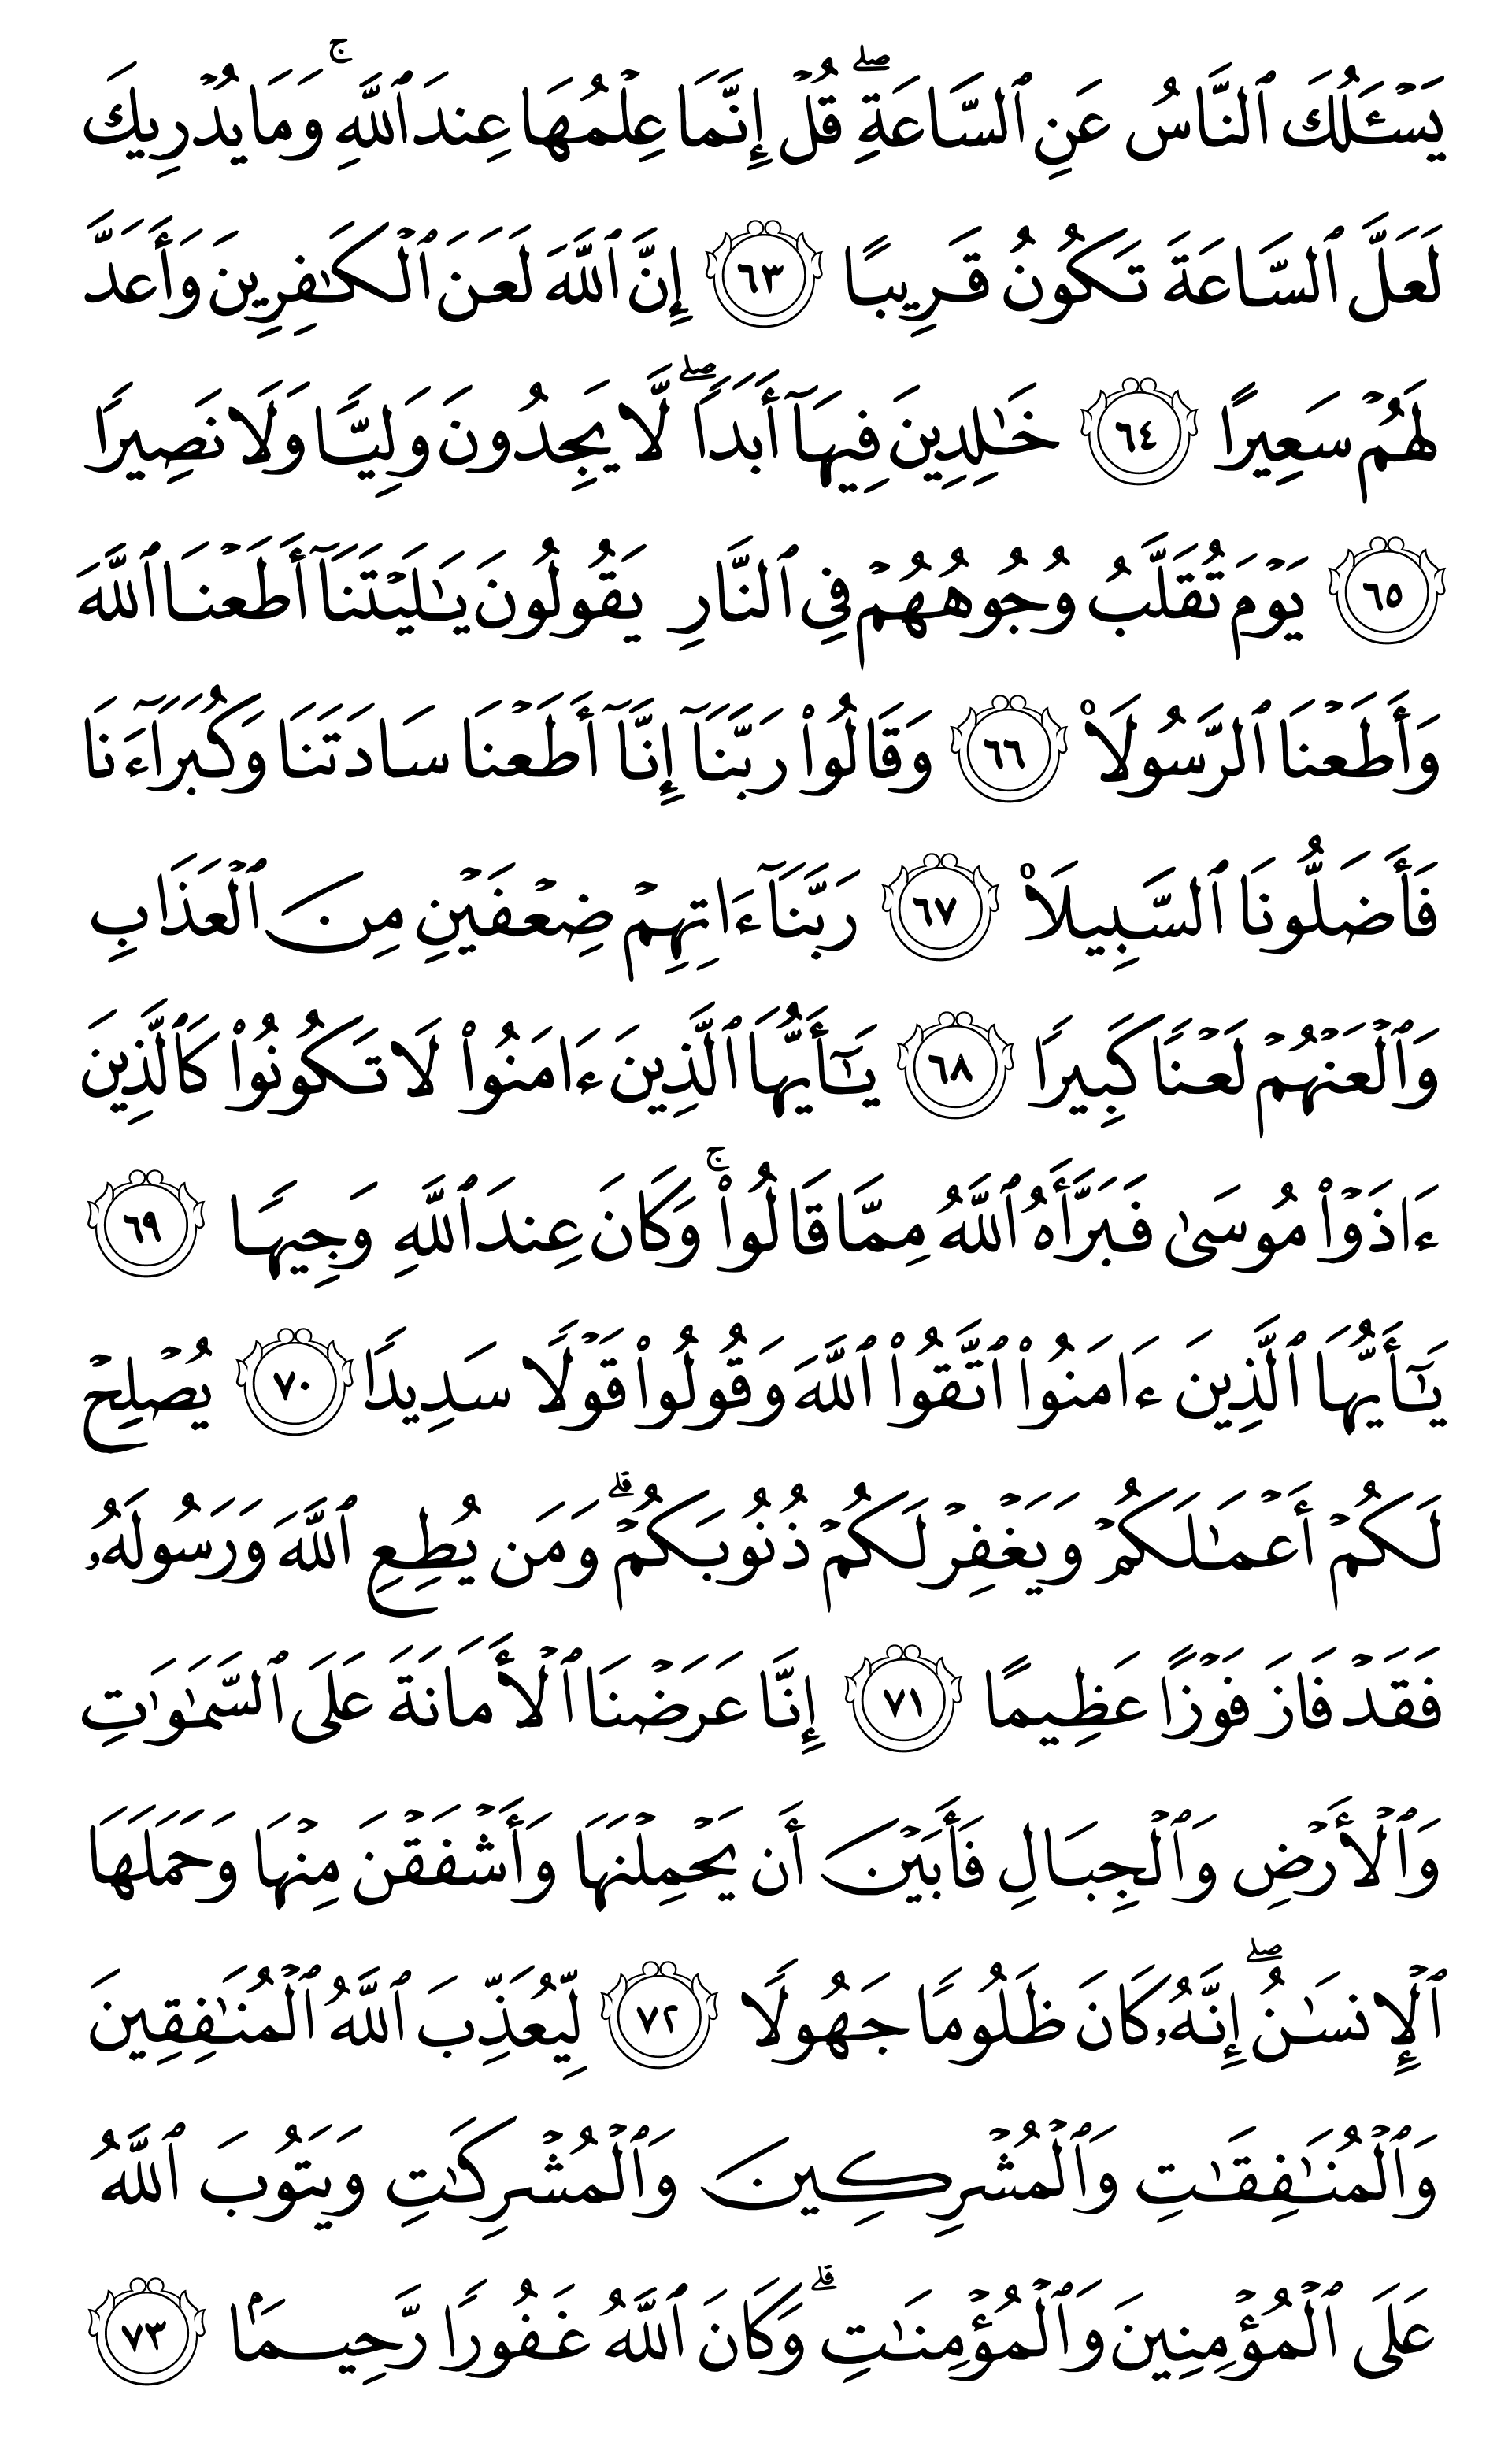 يَسۡـَٔلُكَ ٱلنَّاسُ عَنِ ٱلسَّاعَةِۖ قُلۡ إِنَّمَا عِلۡمُهَا عِندَ ٱللَّهِۚ وَمَا يُدۡرِيكَ
لَعَلَّ ٱلسَّاعَةَ تَكُونُ قَرِيبًا ٦٣ إِنَّ ٱللَّهَ لَعَنَ ٱلۡكَٰفِرِينَ وَأَعَدَّ
لَهُمۡ سَعِيرًا ٦٤ خَٰلِدِينَ فِيهَآ أَبَدٗاۖ لَّا يَجِدُونَ وَلِيّٗا وَلَا نَصِيرٗا
٦٥ يَوۡمَ تُقَلَّبُ وُجُوهُهُمۡ فِي ٱلنَّارِ يَقُولُونَ يَٰلَيۡتَنَآ أَطَعۡنَا ٱللَّهَ
وَأَطَعۡنَا ٱلرَّسُولَا۠ ٦٦ وَقَالُواْ رَبَّنَآ إِنَّآ أَطَعۡنَا سَادَتَنَا وَكُبَرَآءَنَا
فَأَضَلُّونَا ٱلسَّبِيلَا۠ ٦٧ رَبَّنَآ ءَاتِهِمۡ ضِعۡفَيۡنِ مِنَ ٱلۡعَذَابِ
وَٱلۡعَنۡهُمۡ لَعۡنٗا كَبِيرٗا ٦٨ يَٰٓأَيُّهَا ٱلَّذِينَ ءَامَنُواْ لَا تَكُونُواْ كَٱلَّذِينَ
ءَاذَوۡاْ مُوسَىٰ فَبَرَّأَهُ ٱللَّهُ مِمَّا قَالُواْۚ وَكَانَ عِندَ ٱللَّهِ وَجِيهٗا ٦٩
يَٰٓأَيُّهَا ٱلَّذِينَ ءَامَنُواْ ٱتَّقُواْ ٱللَّهَ وَقُولُواْ قَوۡلٗا سَدِيدٗا ٧٠ يُصۡلِحۡ
لَكُمۡ أَعۡمَٰلَكُمۡ وَيَغۡفِرۡ لَكُمۡ ذُنُوبَكُمۡۗ وَمَن يُطِعِ ٱللَّهَ وَرَسُولَهُۥ
فَقَدۡ فَازَ فَوۡزًا عَظِيمًا ٧١ إِنَّا عَرَضۡنَا ٱلۡأَمَانَةَ عَلَى ٱلسَّمَٰوَٰتِ
وَٱلۡأَرۡضِ وَٱلۡجِبَالِ فَأَبَيۡنَ أَن يَحۡمِلۡنَهَا وَأَشۡفَقۡنَ مِنۡهَا وَحَمَلَهَا
ٱلۡإِنسَٰنُۖ إِنَّهُۥ كَانَ ظَلُومٗا جَهُولٗا ٧٢ لِّيُعَذِّبَ ٱللَّهُ ٱلۡمُنَٰفِقِينَ
وَٱلۡمُنَٰفِقَٰتِ وَٱلۡمُشۡرِكِينَ وَٱلۡمُشۡرِكَٰتِ وَيَتُوبَ ٱللَّهُ
عَلَى ٱلۡمُؤۡمِنِينَ وَٱلۡمُؤۡمِنَٰتِۗ وَكَانَ ٱللَّهُ غَفُورٗا رَّحِيمَۢا ٧٣